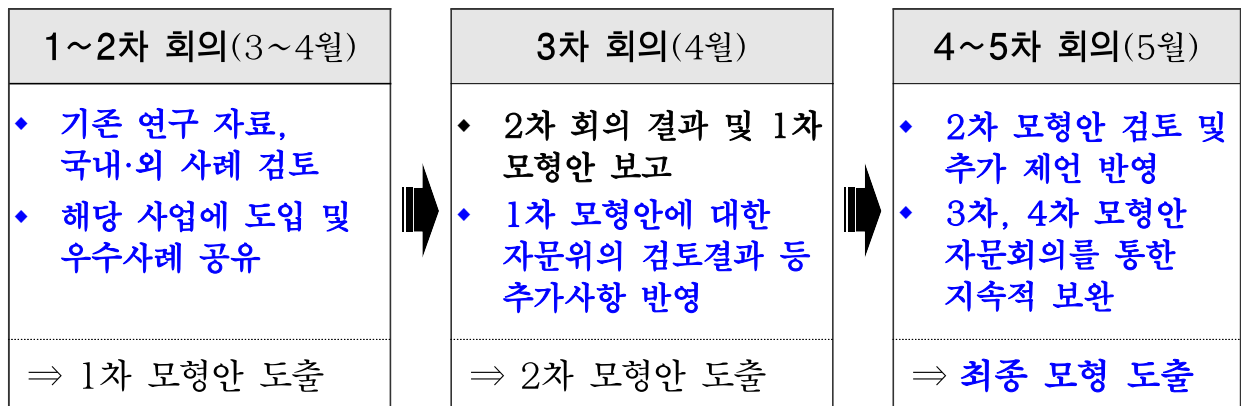 1~2차 회의(3~4월)
◆ 기존 연구 자료,
국내·외 사례 검토
◆ 해당 사업에 도입 및
우수사례 공유
⇒ 1차 모형안 도출
3차 회의(4월)
◆ 2차 회의 결과 및 1차
모형안 보고
◆ 1차 모형안에 대한
자문위의 검토결과 등
추가사항 반영
⇒ 2차 모형안 도출
4~5차 회의(5월)
◆ 2차 모형안 검토 및
추가 제언 반영
◆ 3차, 4차 모형안
자문회의를 통한
지속적 보완
⇒ 최종 모형 도출